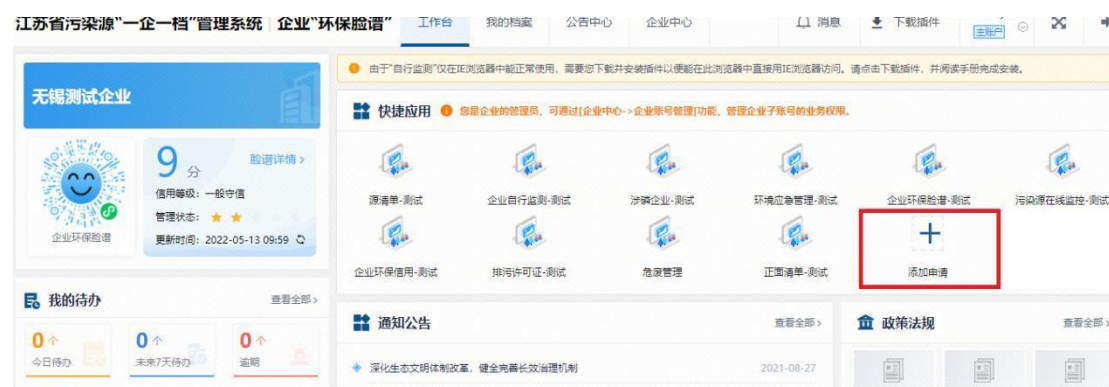 江苏省污染源“一企一档”管理系统 企业“环保脸谱” 工作台 我的档案 公告中心 企业中心 消息 下载插件 主账户
由于“自行监测”仅在IE浏览器中能正常使用，需要您下载并安装插件以便能在此浏览器中直接用IE浏览器访问。请点击下载插件，并阅读手册完成安装。
无锡测试企业
快捷应用 您是企业的管理员，可通过[企业中心->企业账号管理]功能，管理企业子账号的业务权限。
9 分 脸谱详情 >
信用等级：一般守信
管理状态：
更新时间：2022-05-13 09:59
企业环保脸谱
源清单-测试 企业自行监测-测试 涉磷企业-测试 环境应急管理-测试 企业环保脸谱-测试 污染源在线监控-测试
企业环保信用-测试 排污许可证-测试 危废管理 正面清单-测试 添加申请
我的待办 查看全部 >
0 个 0 个 0 个
今日待办 未来7天待办 逾期
通知公告 查看全部 >
深化生态文明体制改革，健全完善长效治理机制 2021-08-27
政策法规 查看全部 >